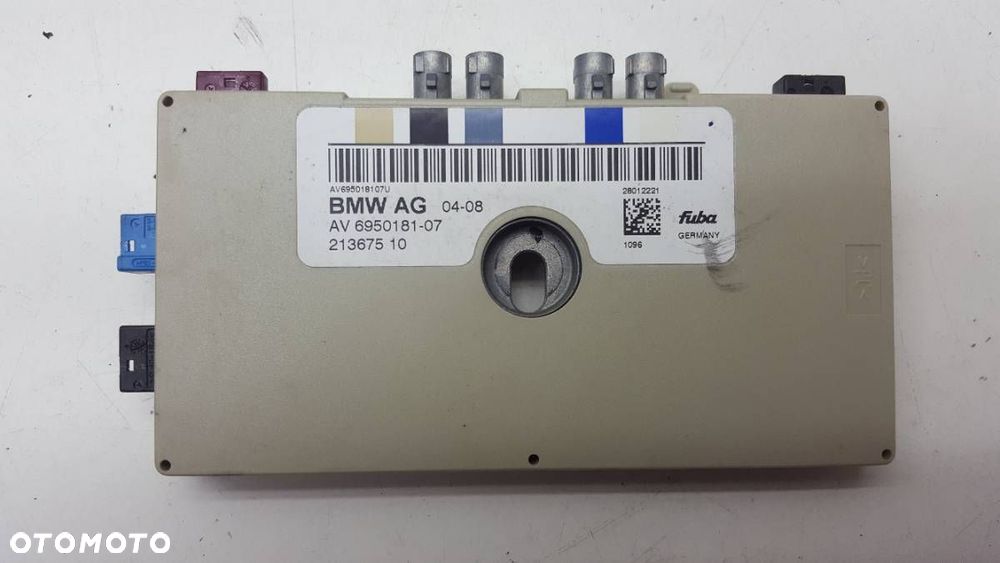 AV695018107U
28012221
BMW AG 04-08
AV 6950181-07
213675 10
1096
fuba
GERMANY
OTOMOTO